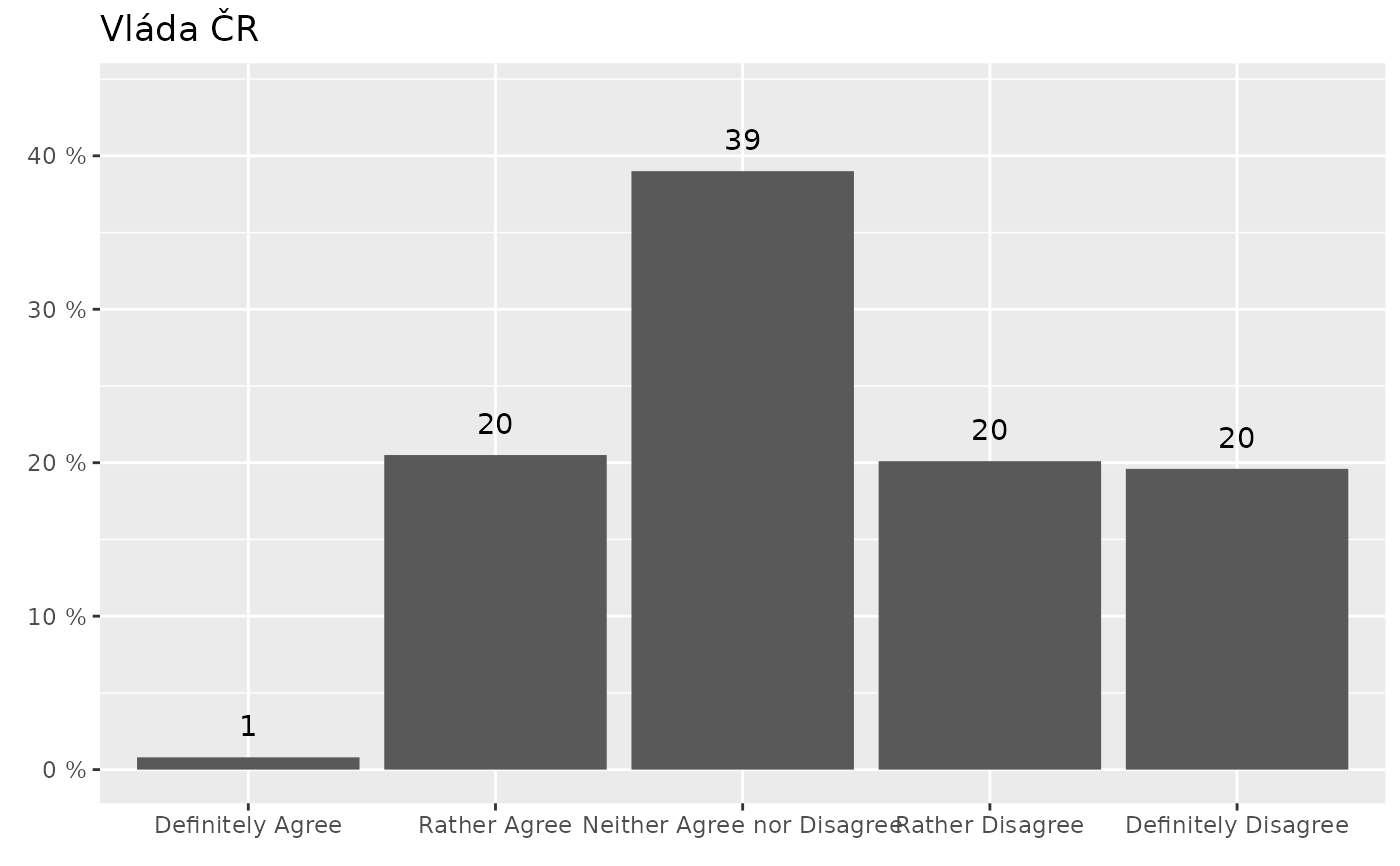 Vláda ČR
40 %
30 %
20 %
10 %
0 %
1
20
39
20
20
Definitely Agree
Rather Agree
Neither Agree nor Disagree
Rather Disagree
Definitely Disagree